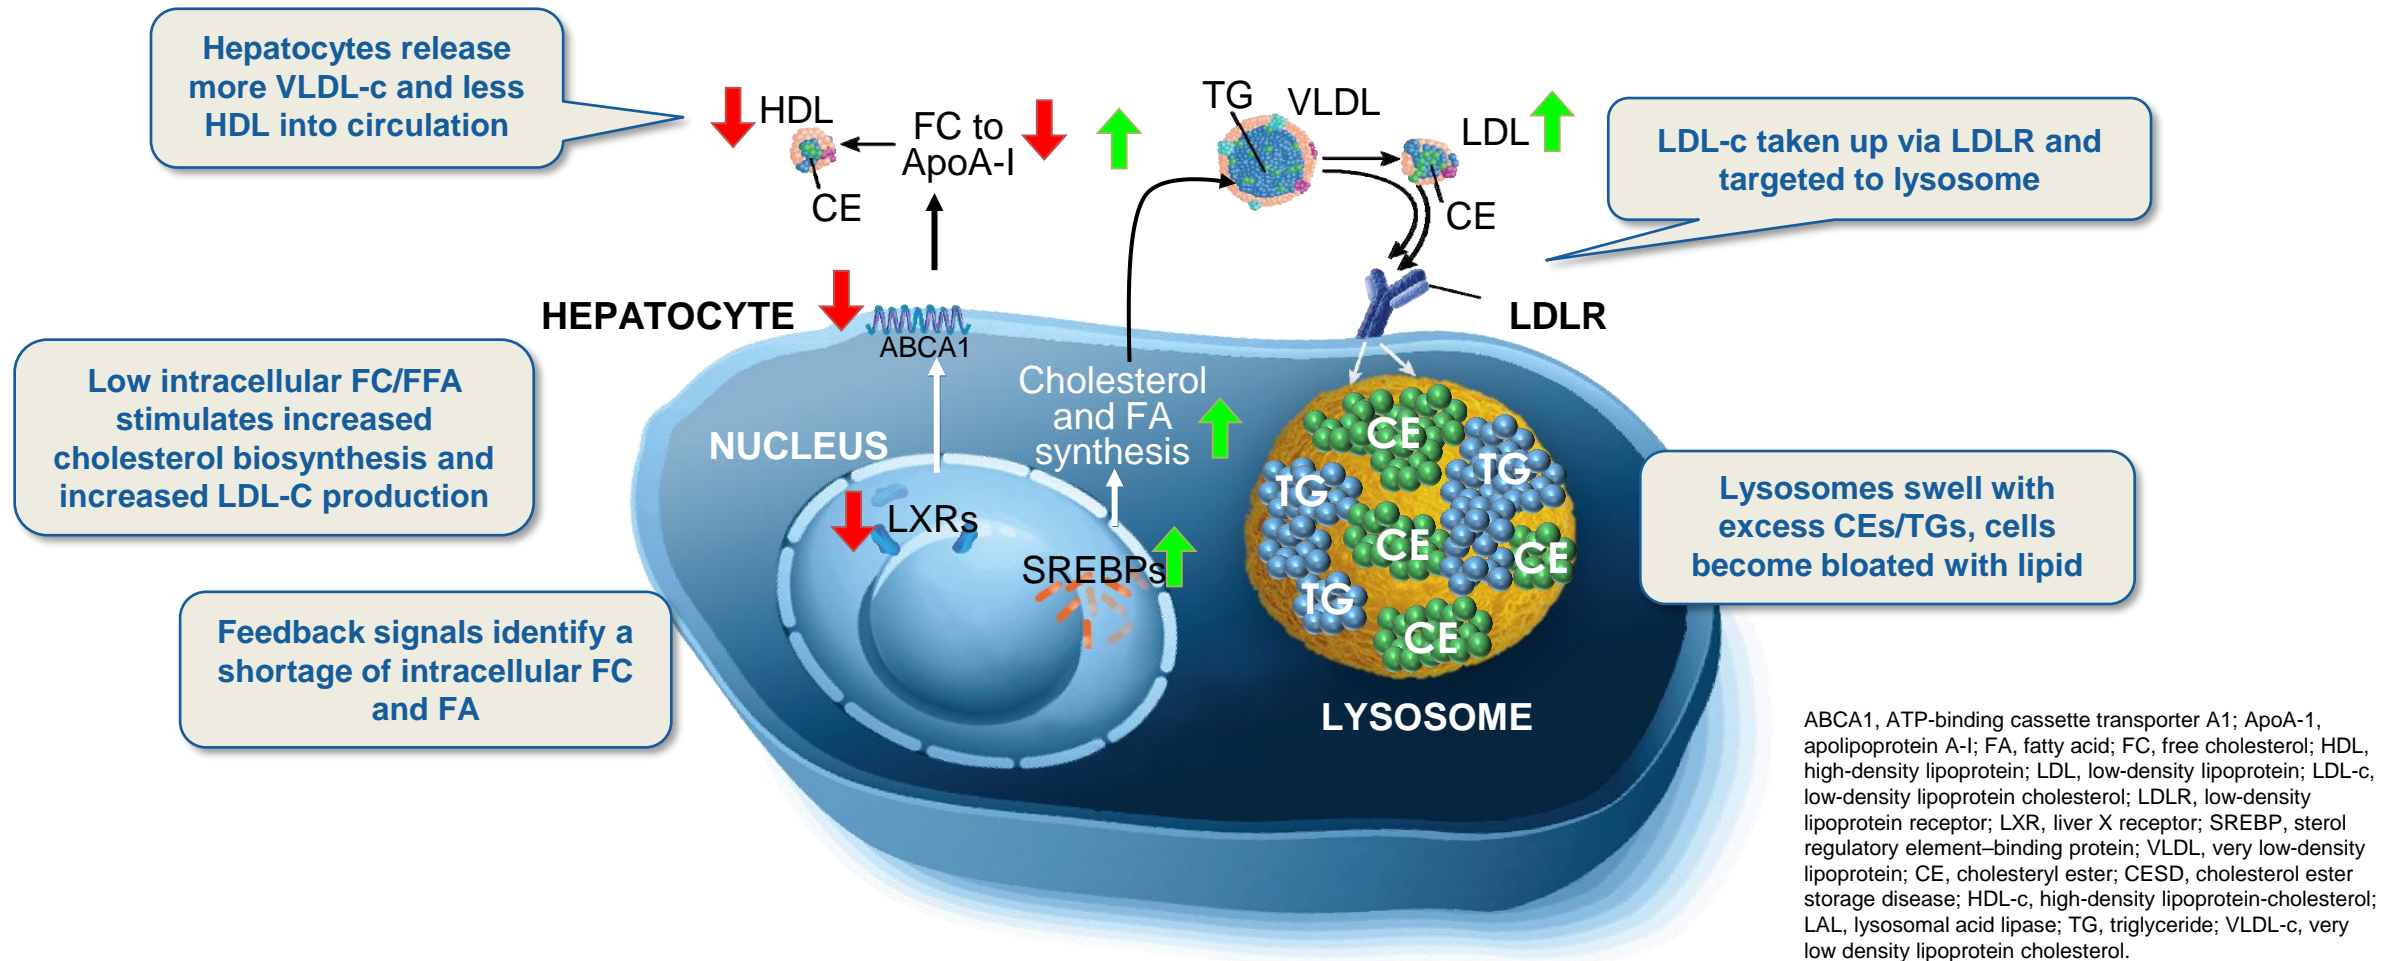 Hepatocytes release
more VLDL-c and less
HDL into circulation
HDL
CE
FC to
ApoA-I
TG
VLDL
LDL
CE
LDL-c taken up via LDLR and
targeted to lysosome
HEPATOCYTE
ABCA1
LDLR
Low intracellular FC/FFA
stimulates increased
cholesterol biosynthesis and
increased LDL-C production
NUCLEUS
Cholesterol
and FA
synthesis
LXRs
SREBPs
CE
TG
TG
CE
CE
TG
CE
LYSOSOME
Lysosomes swell with
excess CEs/TGs, cells
become bloated with lipid
Feedback signals identify a
shortage of intracellular FC
and FA
ABCA1, ATP-binding cassette transporter A1; ApoA-1,
apolipoprotein A-I; FA, fatty acid; FC, free cholesterol; HDL,
high-density lipoprotein; LDL, low-density lipoprotein; LDL-c,
low-density lipoprotein cholesterol; LDLR, low-density
lipoprotein receptor; LXR, liver X receptor; SREBP, sterol
regulatory element–binding protein; VLDL, very low-density
lipoprotein; CE, cholesteryl ester; CESD, cholesterol ester
storage disease; HDL-c, high-density lipoprotein-cholesterol;
LAL, lysosomal acid lipase; TG, triglyceride; VLDL-c, very
low density lipoprotein cholesterol.